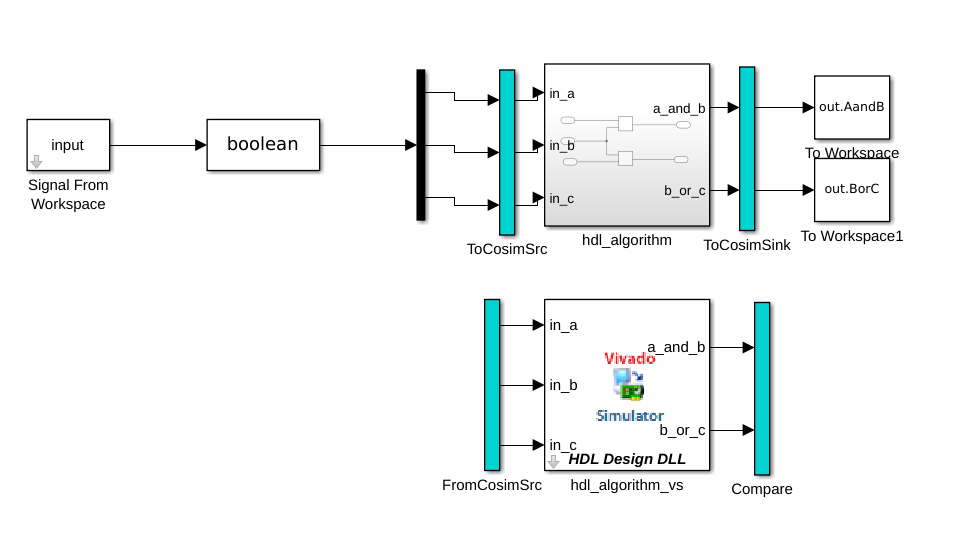 input
Signal From
Workspace
boolean
ToCosimSrc
in_a
in_b
in_c
a_and_b
b_or_c
hdl_algorithm
ToCosimSink
out.AandB
To Workspace
out.BorC
To Workspace1
FromCosimSrc
in_a
in_b
in_c
a_and_b
Vivado
Simulator
b_or_c
HDL Design DLL
hdl_algorithm_vs
Compare